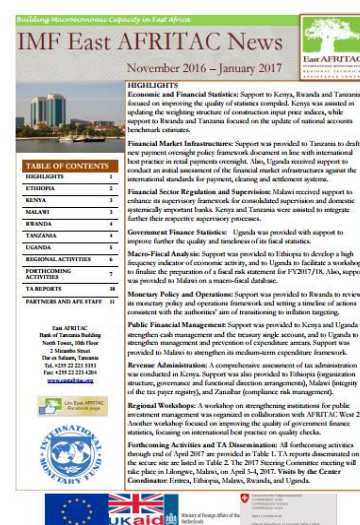 Building Macroeconomic Capacity in East Africa
IMF East AFRITAC News
East AFRITAC
November 2016 – January 2017
TABLE OF CONTENTS
HIGHLIGHTS 1
ETHIOPIA 2
KENYA 3
MALAWI 3
RWANDA 4
TANZANIA 4
UGANDA 5
REGIONAL ACTIVITIES 6
FORTHCOMING
ACTIVITIES 7
TA REPORTS 10
PARTNERS AND AFE STAFF 11
East AFRITAC
Bank of Tanzania Building
North Tower, 10th Floor
2 Mirambo Street
Dar es Salaam, Tanzania
Tel. +255 22 223 5353
Fax: +255 22 223 4204
www.eastafritac.org
Like East AFRITAC
Facebook page
HIGHLIGHTS
Economic and Financial Statistics: Support to Kenya, Rwanda and Tanzania
focused on improving the quality of statistics compiled. Kenya was assisted in
updating the weighting structure of construction input price indices, while
support to Rwanda and Tanzania focused on the update of national accounts
benchmark estimates.
Financial Market Infrastructures: Support was provided to Tanzania to draft
new payment oversight policy framework document in line with international
best practice in retail payments oversight. Also, Uganda received support to
conduct an initial assessment of the financial market infrastructures against the
international standards for payment, clearing and settlement systems.
Financial Sector Regulation and Supervision: Malawi received support to
enhance its supervisory framework for consolidated supervision and domestic
systemically important banks. Kenya and Tanzania were assisted to integrate
further their respective supervisory processes.
Government Finance Statistics: Uganda was provided with support to
improve further the quality and timeliness of its fiscal statistics.
Macro-Fiscal Analysis: Support was provided to Ethiopia to develop a high
frequency indicator of economic activity, and to Uganda to facilitate a workshop
to finalize the preparation of a fiscal risk statement for FY2017/18. Also, suppo
was provided to Malawi on a macro-fiscal database.
Monetary Policy and Operations: Support was provided to Rwanda to review
its monetary policy and operations framework and setting a timeline of actions
consistent with the authorities' aim of transitioning to inflation targeting.
Public Financial Management: Support was provided to Kenya and Uganda
strengthen cash management and the treasury single account, and to Uganda to
strengthen management and prevention of expenditure arrears. Support was
provided to Malawi to strengthen its medium-term expenditure framework.
Revenue Administration: A comprehensive assessment of tax administration
was conducted in Kenya. Support was also provided to Ethiopia (organization
structure, governance and functional direction arrangements), Malawi (integrity
of the tax payer registry), and Zanzibar (compliance risk management).
Regional Workshops: A workshop on strengthening institutions for public
investment management was organized in collaboration with AFRITAC West 2
Another workshop focused on improving the quality of government finance
statistics, focusing on international best practice on quality checks.
Forthcoming Activities and TA Dissemination: All forthcoming activities
through end of April 2017 are provided in Table 1. TA reports disseminated on
the secure site are listed in Table 2. The 2017 Steering Committee meeting will
take place in Lilongwe, Malawi, on April 3-4, 2017. Visits by the Center
Coordinator: Eritrea, Ethiopia, Malawi, Rwanda, and Uganda.
UKaid
Ministry of Foreign Affairs of the
Netherlands